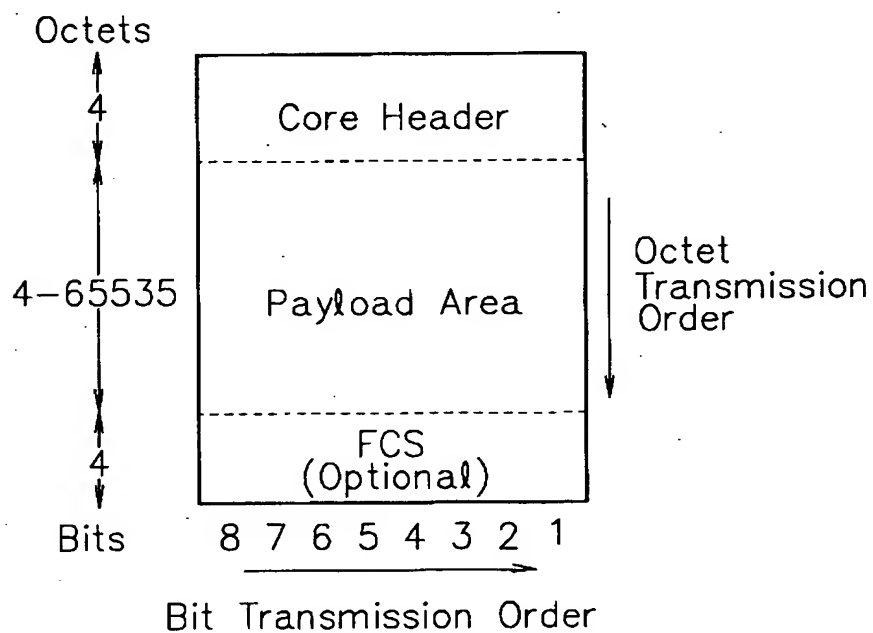 Octets
4
Core Header
4-65535
Payload Area
Octet
Transmission
Order
4
FCS
(Optional)
Bits
8 7 6 5 4 3 2 1
Bit Transmission Order